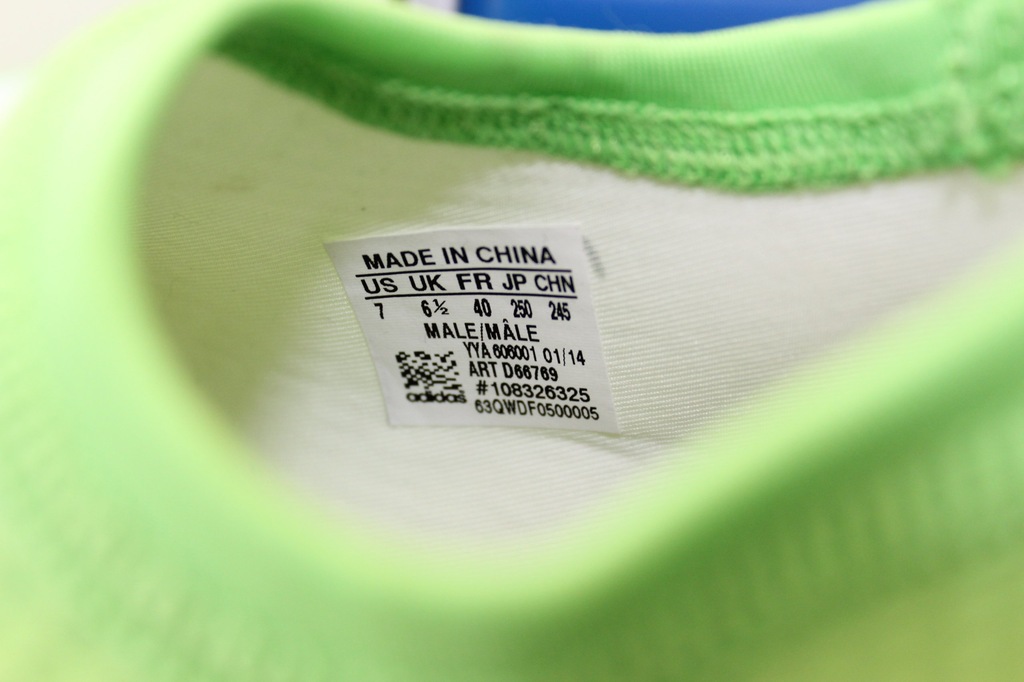 MADE IN CHINA
US UK FR JP CHN
7 6½ 40 250 245
MALE/MÂLE
YYA 606001 01/14
ART D66769
#108326325
adidas
63QWDF0500005